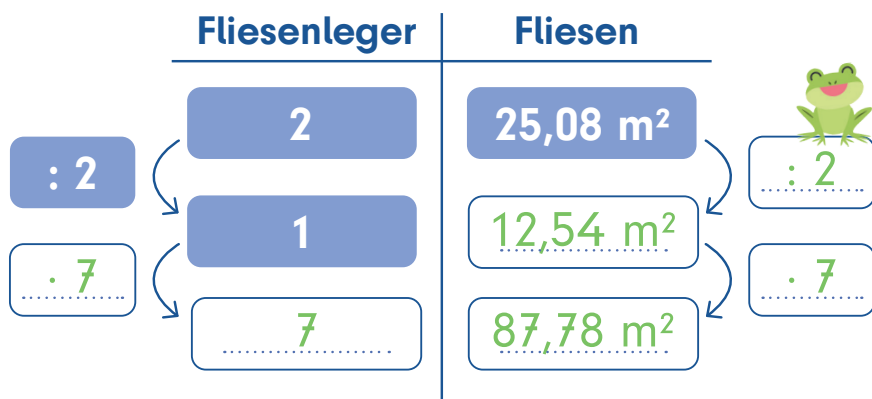 Fliesenleger Fliesen
2 25,08 m²
: 2 : 2
1 12,54 m²
· 7 · 7
7 87,78 m²